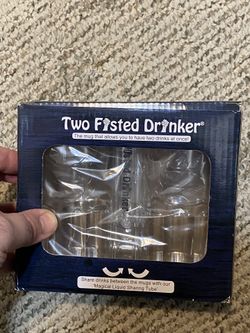 Two Fisted Drinker®
The mug that allows you to have two drinks at once!
Share drinks between the mugs with our
"Magical Liquid Sharing Tube"